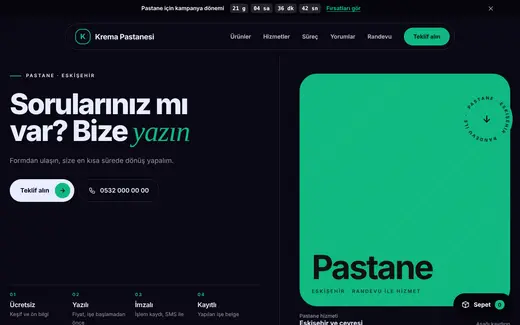 Pastane için kampanya dönemi 21 g 04 sa 36 dk 42 sn Fırsatları gör
K Krema Pastanesi Ürünler Hizmetler Süreç Yorumlar Randevu Teklif alın
PASTANE · ESKİŞEHİR
Sorularınız mı
var? Bize yazın
Formdan ulaşın, size en kısa sürede dönüş yapalım.
Teklif alın 0532 000 00 00
PASTANE · ESKİŞEHİR · RANDEVU İLE
Pastane
ESKİŞEHİR · RANDEVU İLE HİZMET
01
Ücretsiz
Keşif ve ön bilgi
02
Yazılı
Fiyat, işe başlamadan
önce
03
İmzalı
İşlem kaydı, SMS ile
04
Kayıtlı
Yapılan işe belge
Pastane hizmeti
Eskişehir ve çevresi
Sepet 0